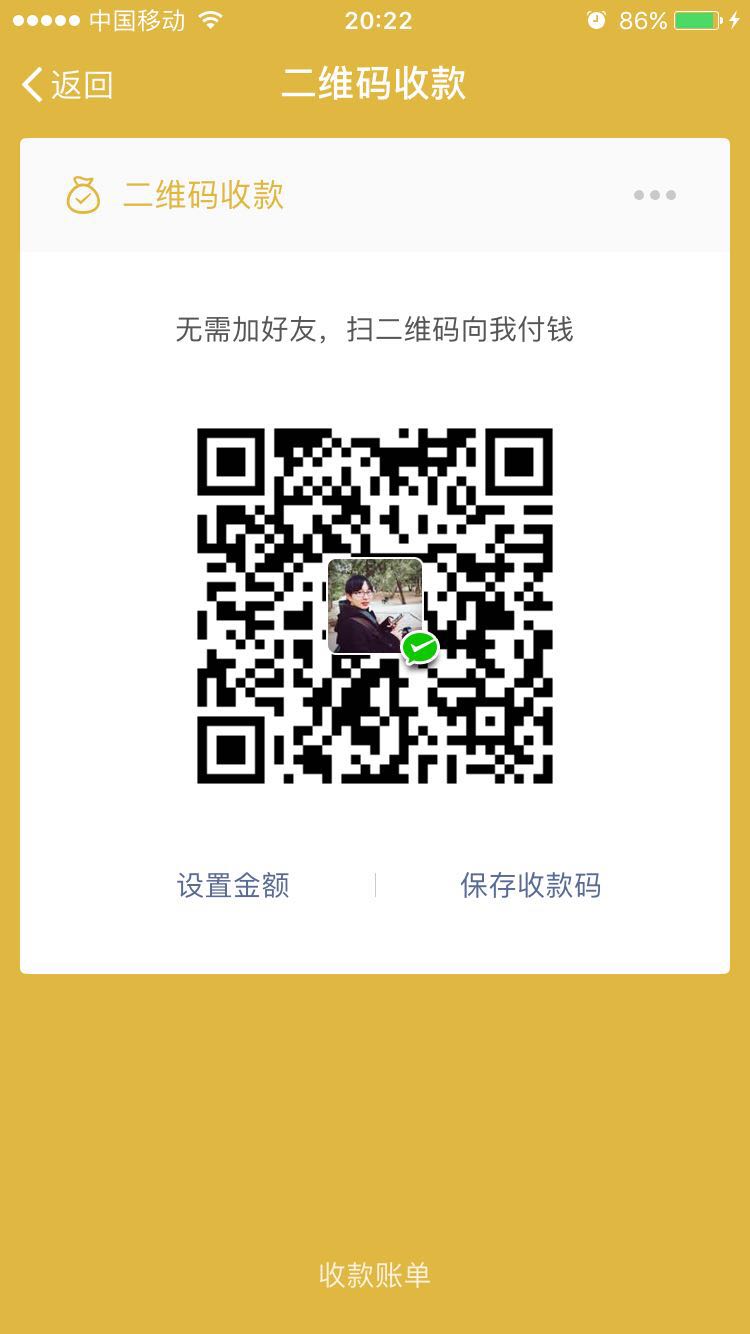 中国移动 20:22 86%
返回 二维码收款
二维码收款
无需加好友，扫二维码向我付钱
设置金额 保存收款码
收款账单